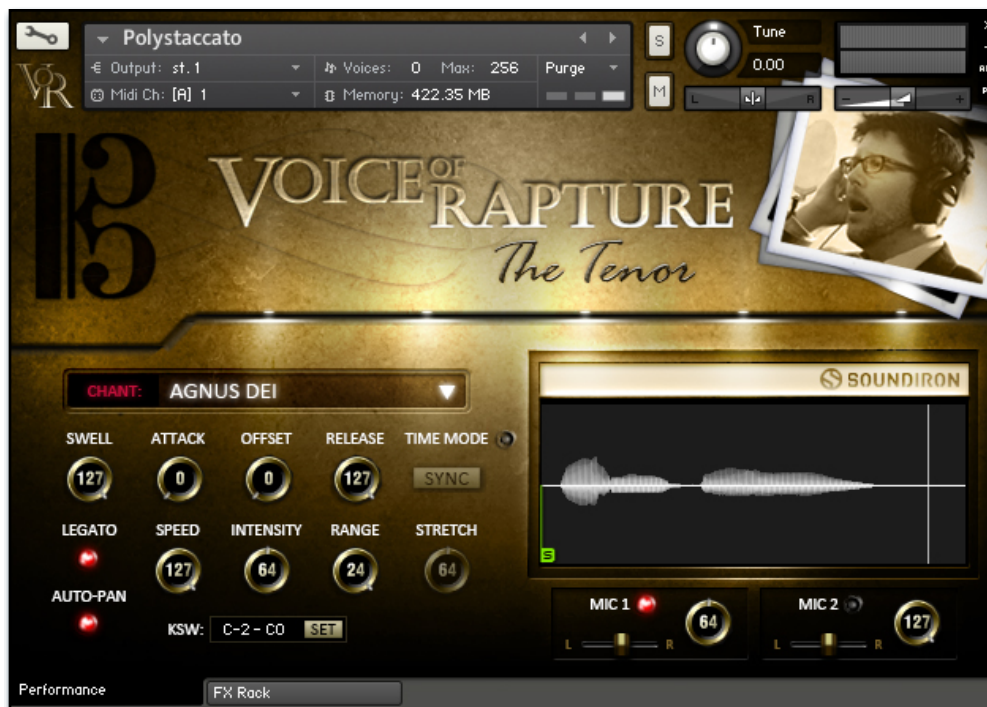 Polystaccato
S
Tune
Output: st.1
Voices: 0 Max: 256
Purge
0.00
VOR
Midi Ch: [A] 1
Memory: 422.35 MB
M
L R
- +
VOICE OF RAPTURE
The Tenor
CHANT: AGNUS DEI
SOUNDIRON
SWELL ATTACK OFFSET RELEASE TIME MODE
127 0 0 127 SYNC
LEGATO SPEED INTENSITY RANGE STRETCH
127 64 24 64
S
AUTO-PAN
KSW: C-2 - C0 SET
MIC 1 64
L R
MIC 2 127
L R
Performance
FX Rack